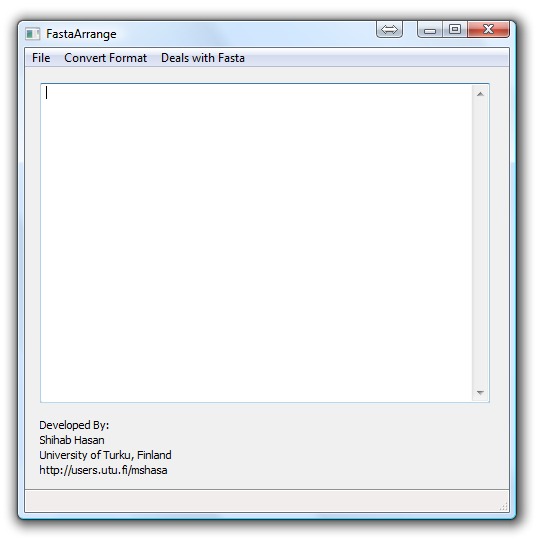 FastaArrange
File Convert Format Deals with Fasta
Developed By:
Shihab Hasan
University of Turku, Finland
http://users.utu.fi/mshasa